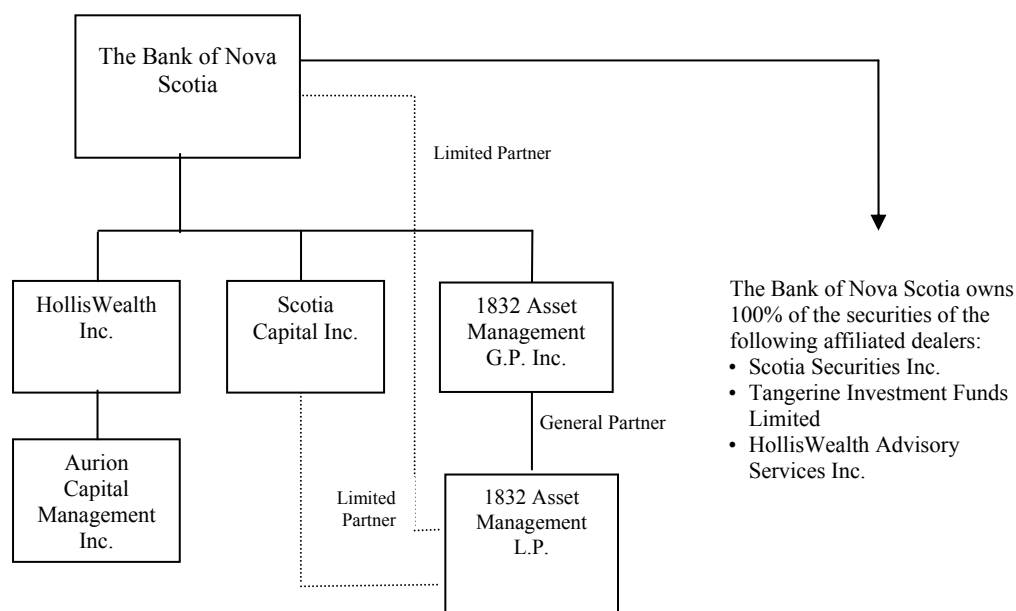 The Bank of Nova
Scotia
Limited Partner
HollisWealth
Inc.
Scotia
Capital Inc.
1832 Asset
Management
G.P. Inc.
The Bank of Nova Scotia owns
100% of the securities of the
following affiliated dealers:
• Scotia Securities Inc.
• Tangerine Investment Funds
Limited
• HollisWealth Advisory
Services Inc.
General Partner
Aurion
Capital
Management
Inc.
Limited
Partner
1832 Asset
Management
L.P.